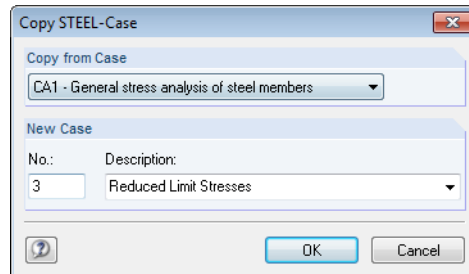 Copy STEEL-Case
Copy from Case
CA1 - General stress analysis of steel members
New Case
No.: Description:
3 Reduced Limit Stresses
OK Cancel